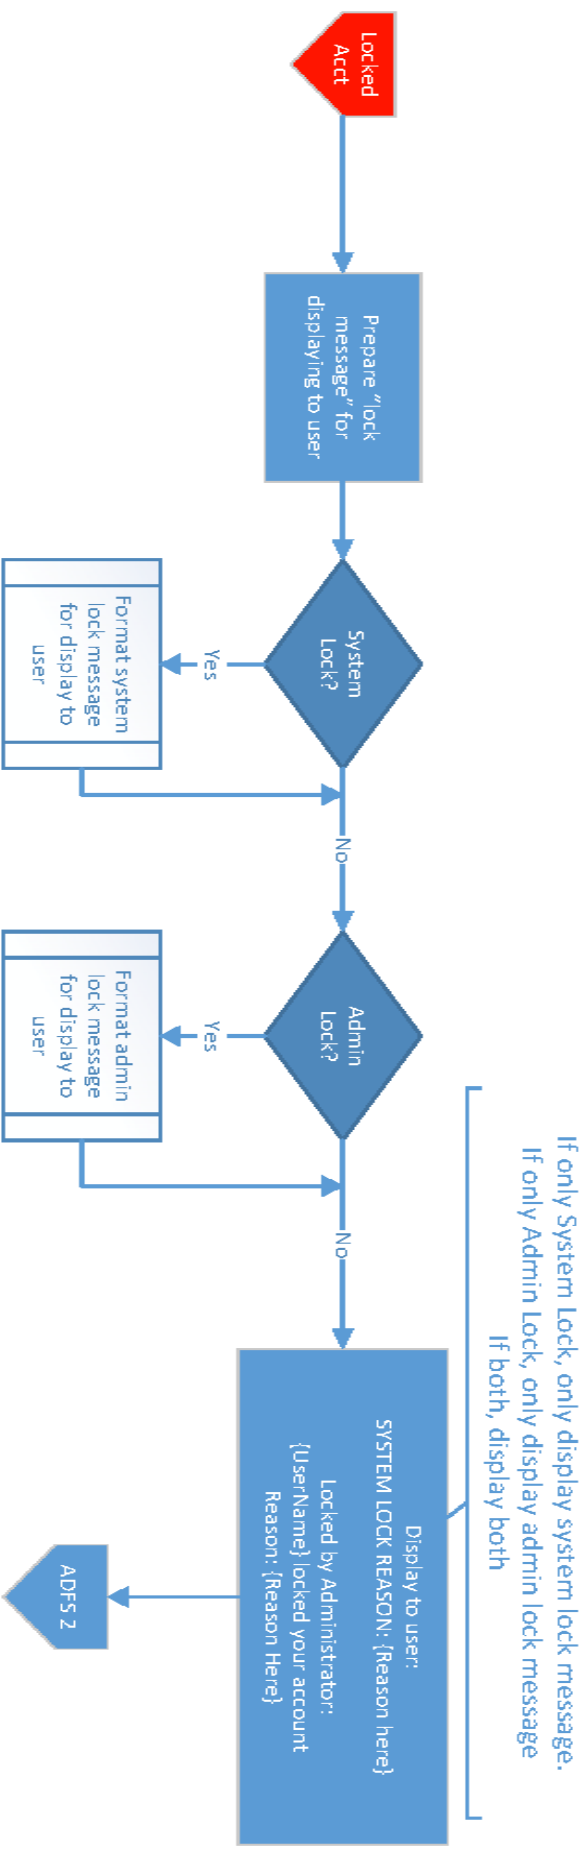 Locked
Acct
Prepare “lock
message” for
displaying to user
System
Lock?
Yes
Format system
lock message
for display to
user
No
Admin
Lock?
Yes
Format admin
lock message
for display to
user
No
If only System Lock, only display system lock message.
If only Admin Lock, only display admin lock message
If both, display both
Display to user:
SYSTEM LOCK REASON: {Reason here}
Locked by Administrator:
{UserName} locked your account
Reason: {Reason Here}
ADFS 2